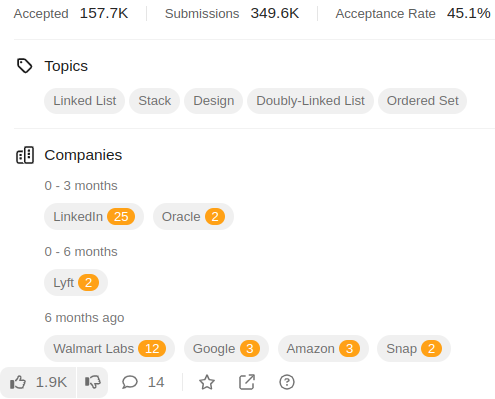 Accepted 157.7K Submissions 349.6K Acceptance Rate 45.1%
Topics
Linked List Stack Design Doubly-Linked List Ordered Set
Companies
0 - 3 months
LinkedIn 25 Oracle 2
0 - 6 months
Lyft 2
6 months ago
Walmart Labs 12 Google 3 Amazon 3 Snap 2
1.9K 14